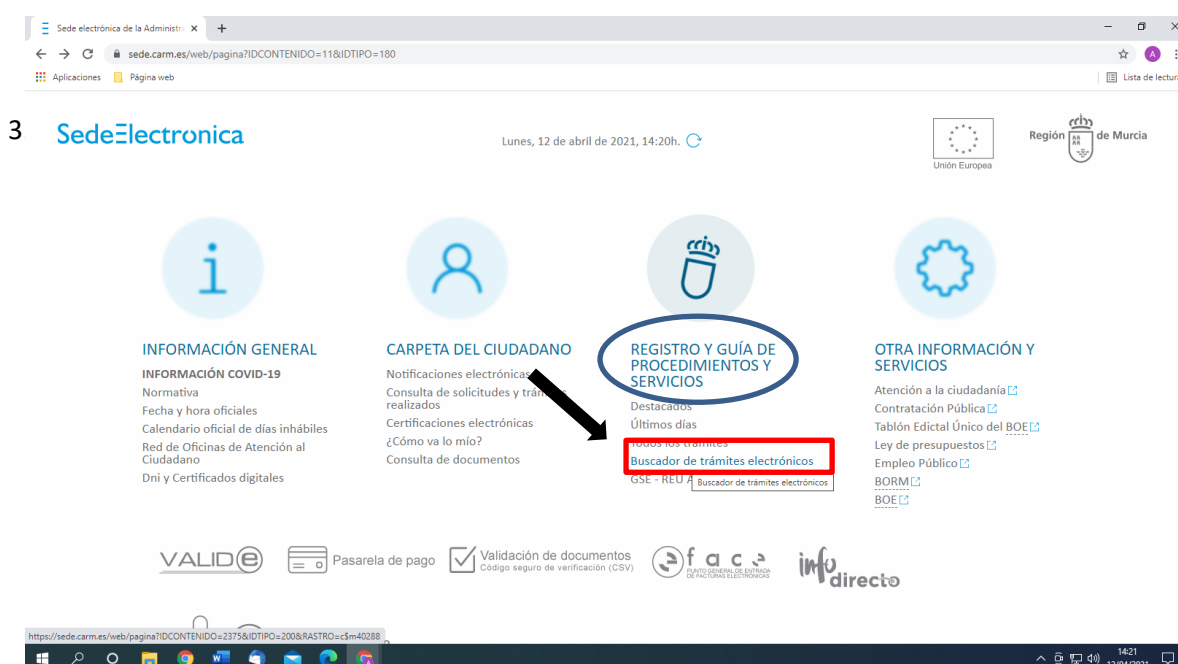 Sede electrónica de la Administr
sede.carm.es/web/pagina?IDCONTENIDO=11&IDTIPO=180
A
Aplicaciones
Página web
Lista de lectura
3
SedeElectronica
Lunes, 12 de abril de 2021, 14:20h.
Unión Europea
Región de Murcia
INFORMACIÓN GENERAL
INFORMACIÓN COVID-19
Normativa
Fecha y hora oficiales
Calendario oficial de días inhábiles
Red de Oficinas de Atención al
Ciudadano
Dni y Certificados digitales
CARPETA DEL CIUDADANO
Notificaciones electrónicas
Consulta de solicitudes y trámites
realizados
Certificaciones electrónicas
¿Cómo va lo mío?
Consulta de documentos
REGISTRO Y GUÍA DE
PROCEDIMIENTOS Y
SERVICIOS
Destacados
Últimos días
Todos los trámites
Buscador de trámites electrónicos
GSE - REU A
Buscador de trámites electrónicos
OTRA INFORMACIÓN Y
SERVICIOS
Atención a la ciudadanía
Contratación Pública
Tablón Edictal Único del BOE
Ley de presupuestos
Empleo Público
BORM
BOE
VALIDe
Pasarela de pago
Validación de documentos
Código seguro de verificación (CSV)
face
PUNTO GENERAL DE ENTRADA
DE FACTURAS ELECTRÓNICAS
info
directo
https://sede.carm.es/web/pagina?IDCONTENIDO=2375&IDTIPO=200&RASTRO=c$m40288
14:21
12/04/2021